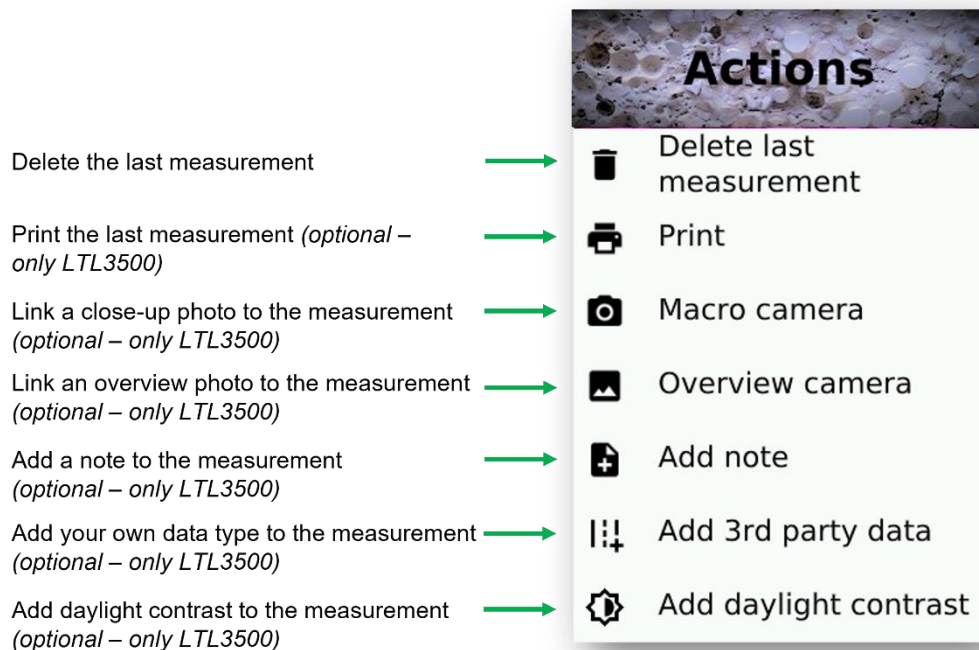 Actions
Delete the last measurement
Delete last
measurement
Print the last measurement (optional –
only LTL3500)
Print
Link a close-up photo to the measurement
(optional – only LTL3500)
Macro camera
Link an overview photo to the measurement
(optional – only LTL3500)
Overview camera
Add a note to the measurement
(optional – only LTL3500)
Add note
Add your own data type to the measurement
(optional – only LTL3500)
Add 3rd party data
Add daylight contrast to the measurement
(optional – only LTL3500)
Add daylight contrast